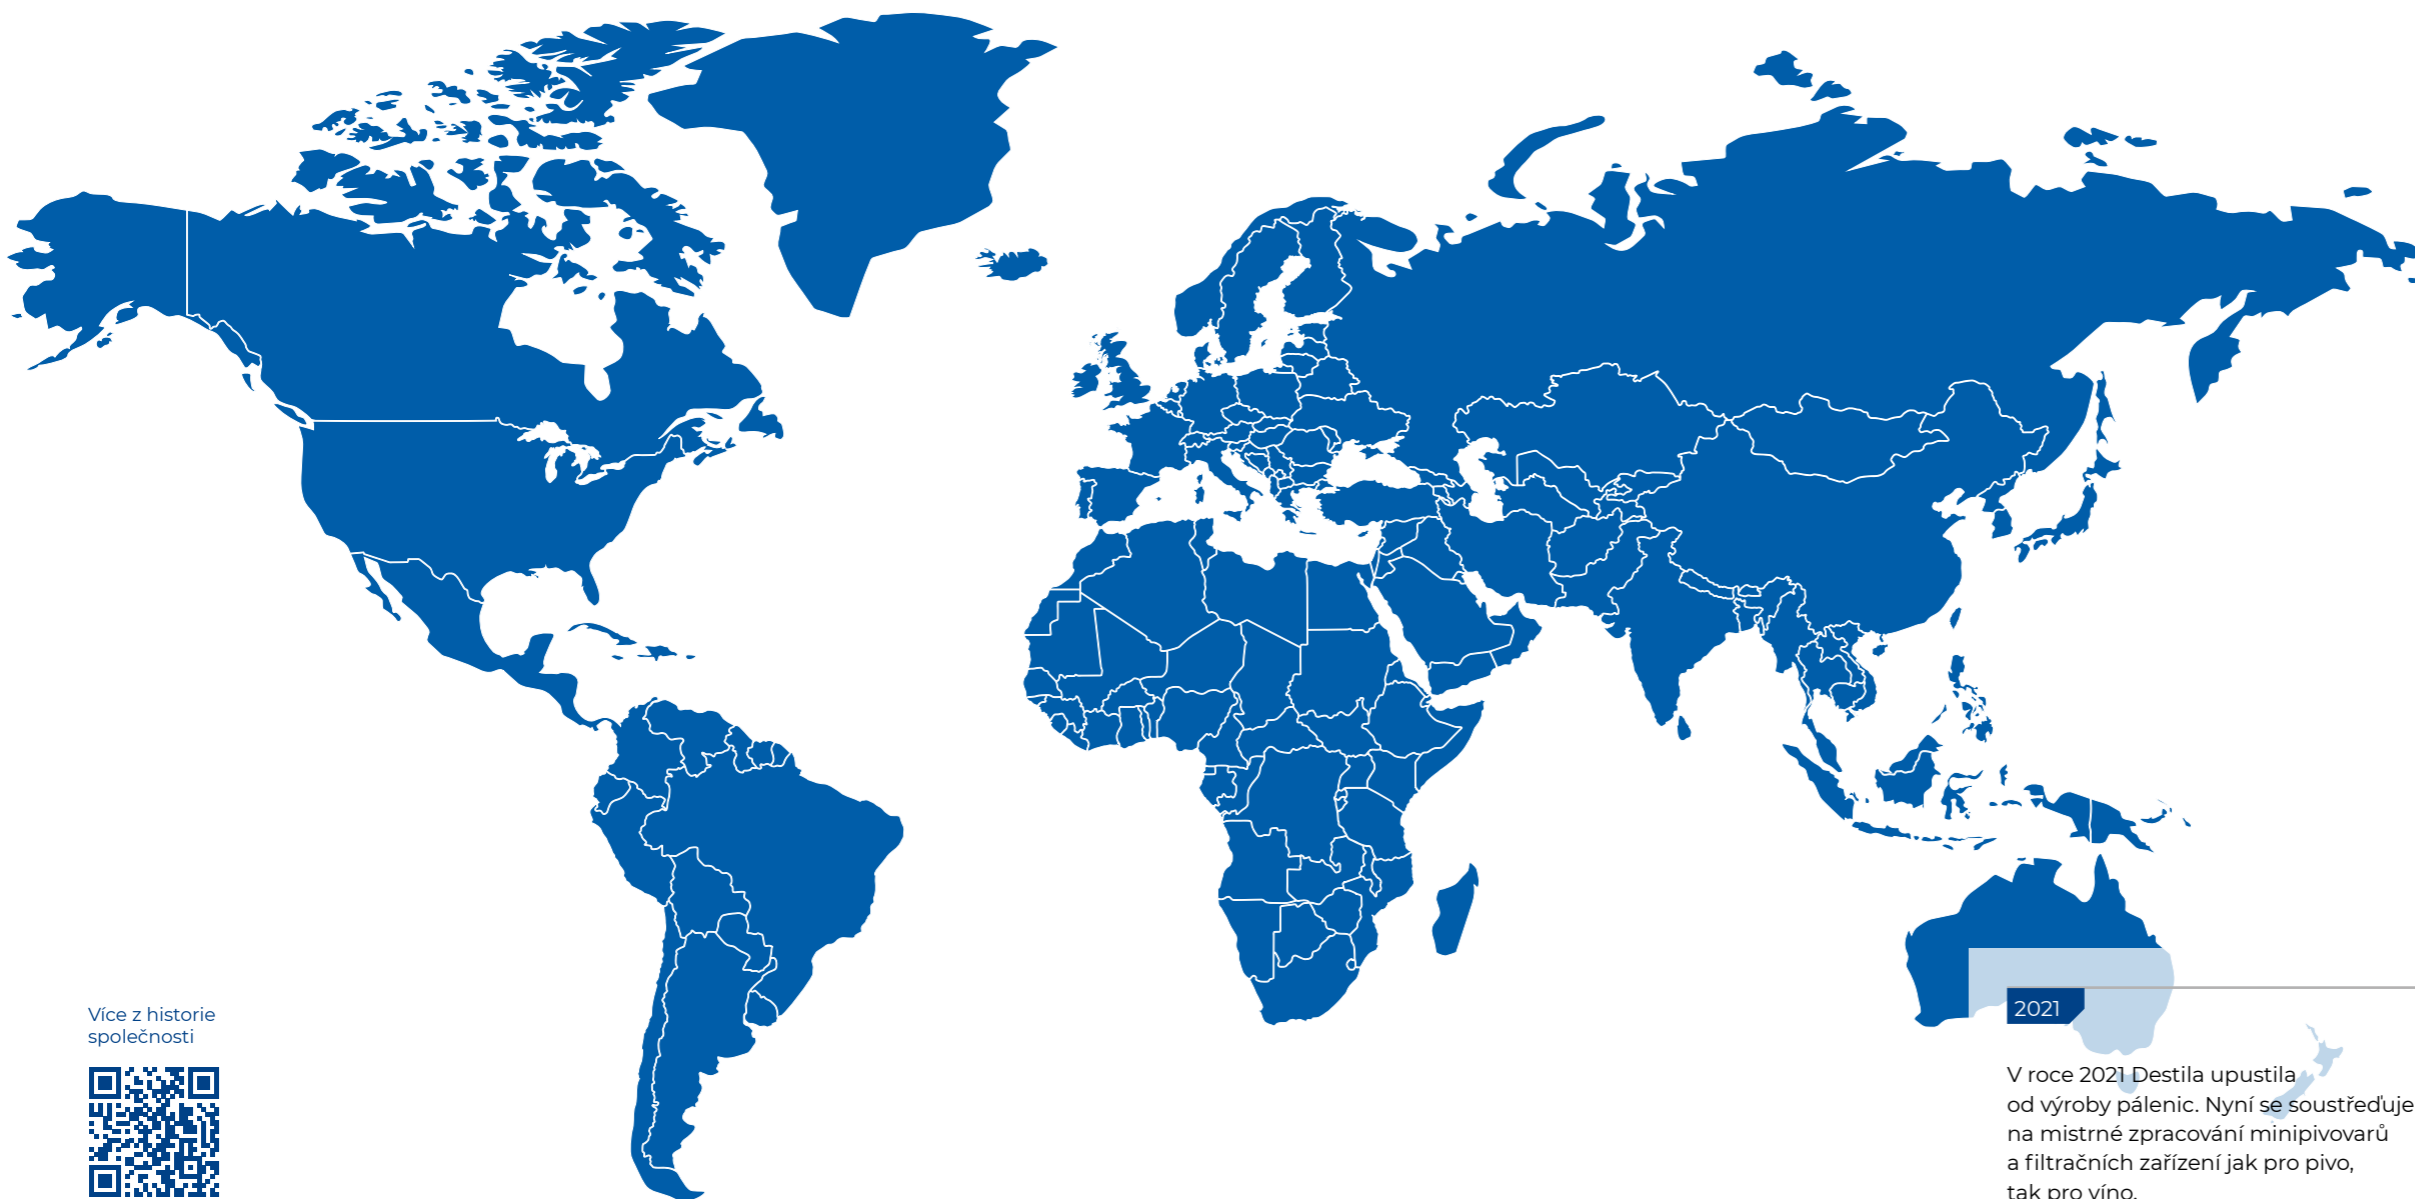 Více z historie
společnosti
2021
V roce 2021 Destila upustila
od výroby pálenic. Nyní se soustřeďuje
na mistrné zpracování minipivovarů
a filtračních zařízení jak pro pivo,
tak pro víno.